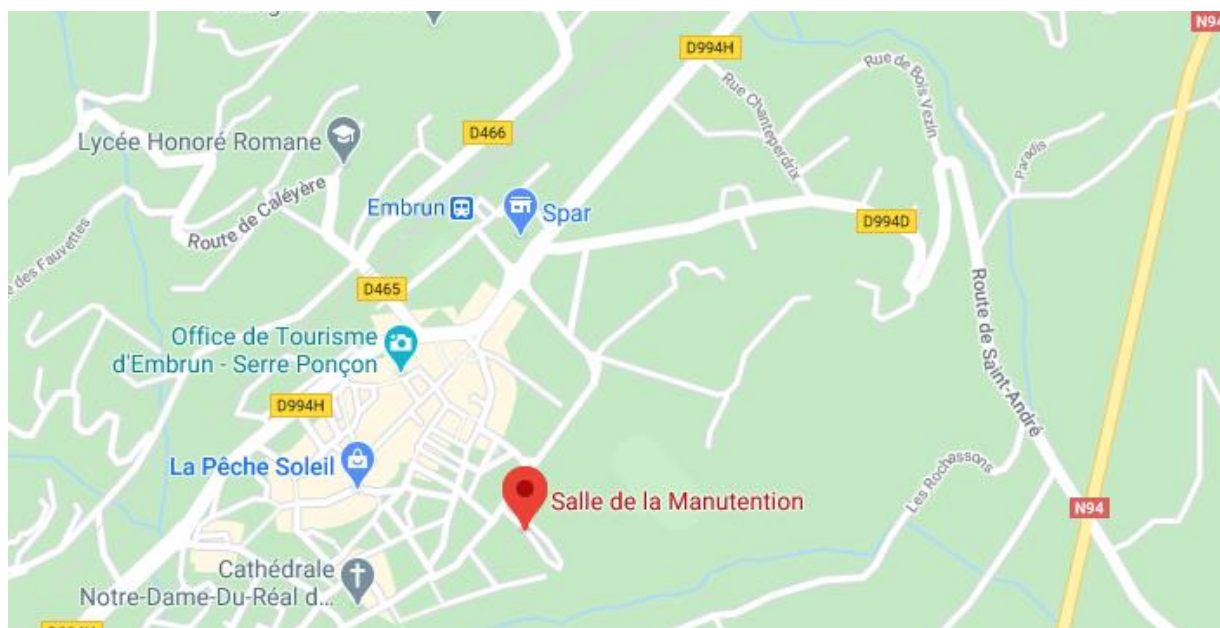 N94
D994H
Rue de Bois Vezin
Rue Chanteperdrix
Lycée Honoré Romane
D466
Paradis
Route de Caléyère
Embrun
Spar
D994D
des Fauvettes
D465
Office de Tourisme
d'Embrun - Serre Ponçon
Route de Saint-André
D994H
La Pêche Soleil
Les Rochassons
Salle de la Manutention
N94
Cathédrale
Notre-Dame-Du-Réal d...